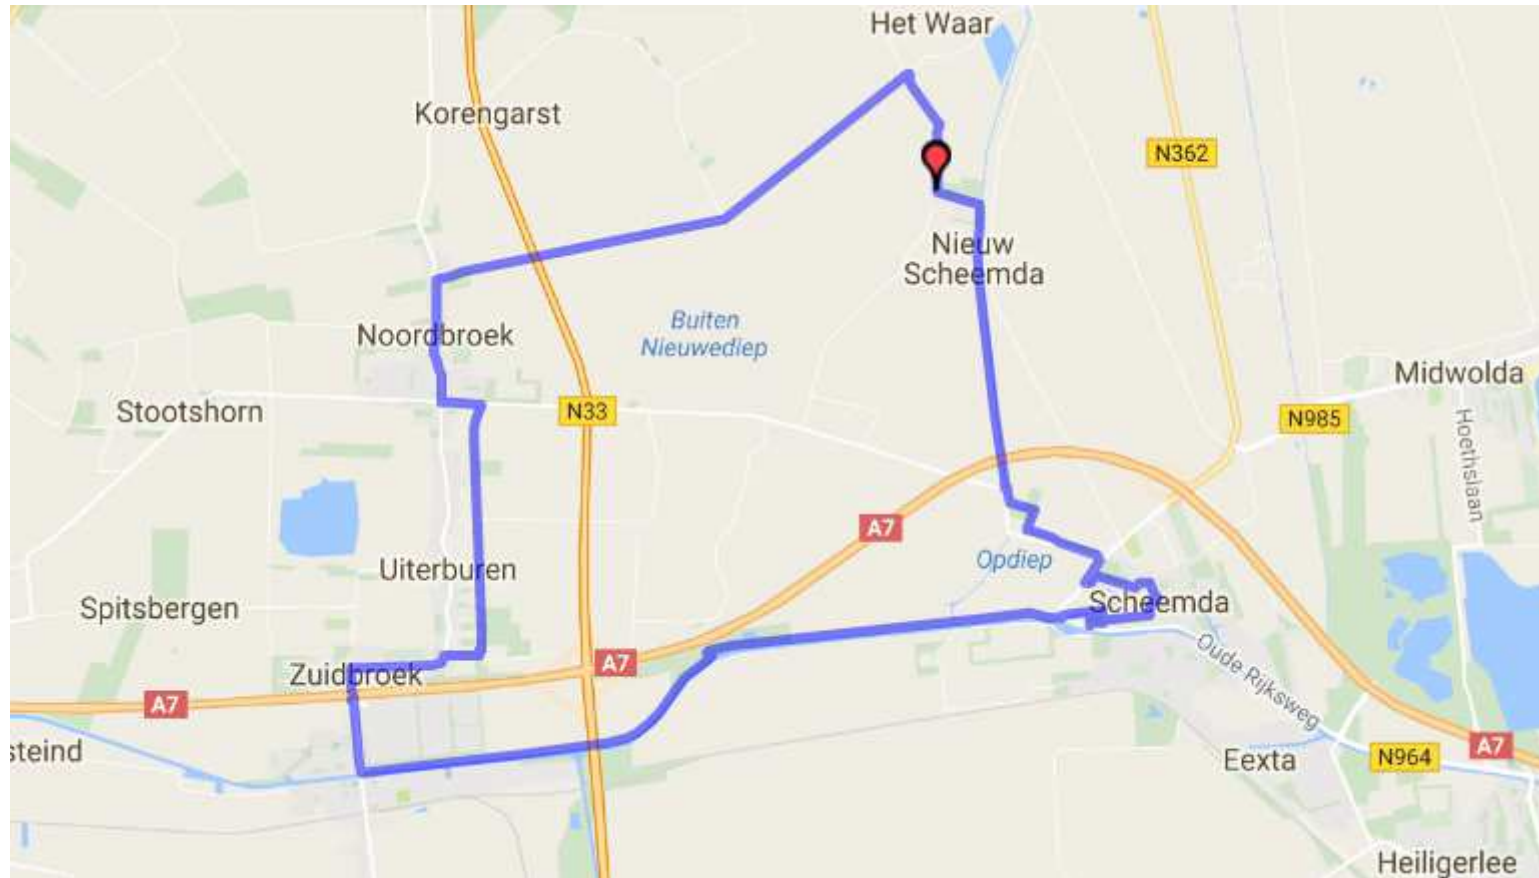 Het Waar
Korengarst
N362
Nieuw
Scheemda
Buiten
Nieuwediep
Noordbroek
Midwolda
Stootshorn
N33
N985
Hoethslaan
A7
Opdiep
Uiterburen
Spitsbergen
Scheemda
Zuidbroek
A7
Oude Rijksweg
A7
steind
Eexta
N964
A7
Heiligerlee